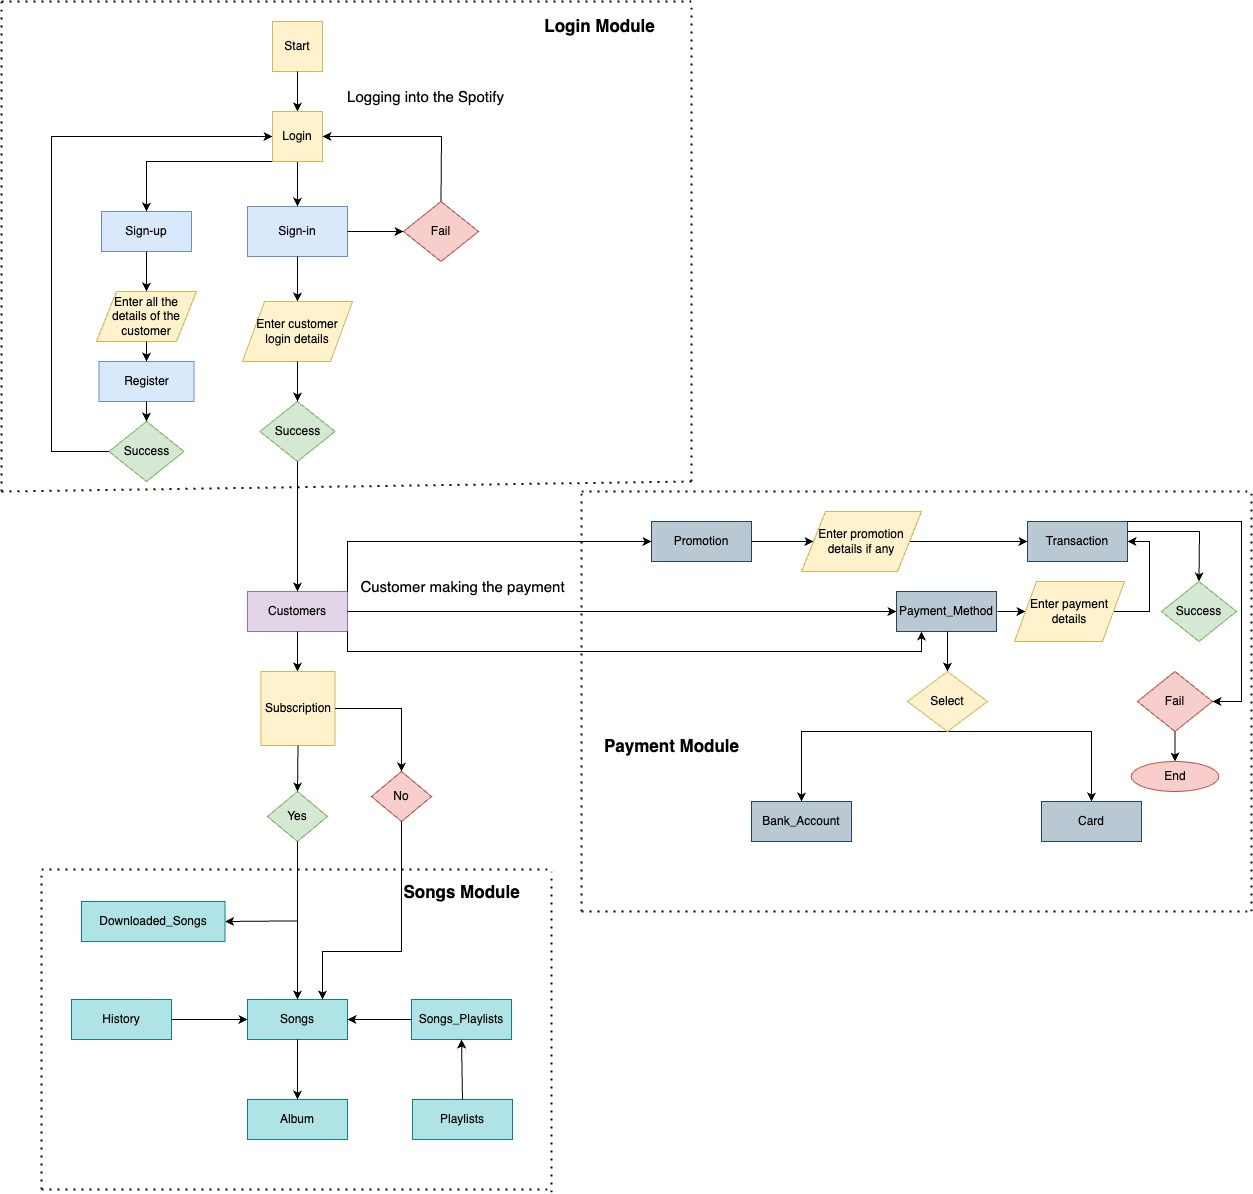 Login Module
Start
Logging into the Spotify
Login
Sign-up
Sign-in
Fail
Enter all the
details of the
customer
Enter customer
login details
Register
Success
Success
Promotion
Enter promotion
details if any
Transaction
Customer making the payment
Customers
Payment_Method
Enter payment
details
Success
Subscription
Select
Fail
Payment Module
End
No
Yes
Bank_Account
Card
Songs Module
Downloaded_Songs
History
Songs
Songs_Playlists
Album
Playlists